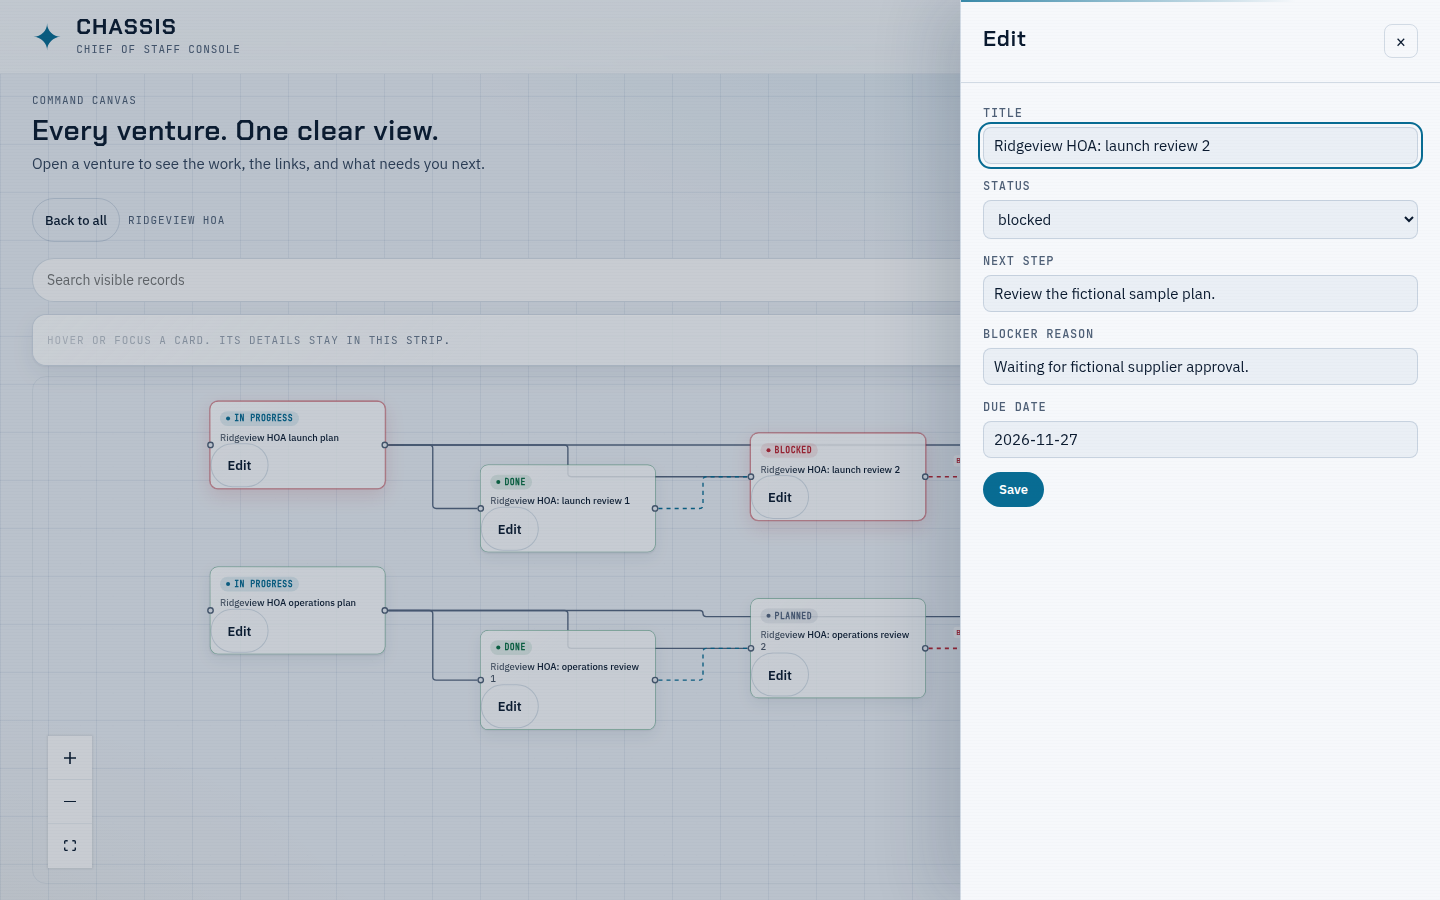 CHASSIS
CHIEF OF STAFF CONSOLE
COMMAND CANVAS
Every venture. One clear view.
Open a venture to see the work, the links, and what needs you next.
Back to all
RIDGEVIEW HOA
Search visible records
HOVER OR FOCUS A CARD. ITS DETAILS STAY IN THIS STRIP.
IN PROGRESS
Ridgeview HOA launch plan
Edit
DONE
Ridgeview HOA: launch review 1
Edit
BLOCKED
Ridgeview HOA: launch review 2
Edit
IN PROGRESS
Ridgeview HOA operations plan
Edit
DONE
Ridgeview HOA: operations review
1
Edit
PLANNED
Ridgeview HOA: operations review
2
Edit
Edit
×
TITLE
Ridgeview HOA: launch review 2
STATUS
blocked
NEXT STEP
Review the fictional sample plan.
BLOCKER REASON
Waiting for fictional supplier approval.
DUE DATE
2026-11-27
Save